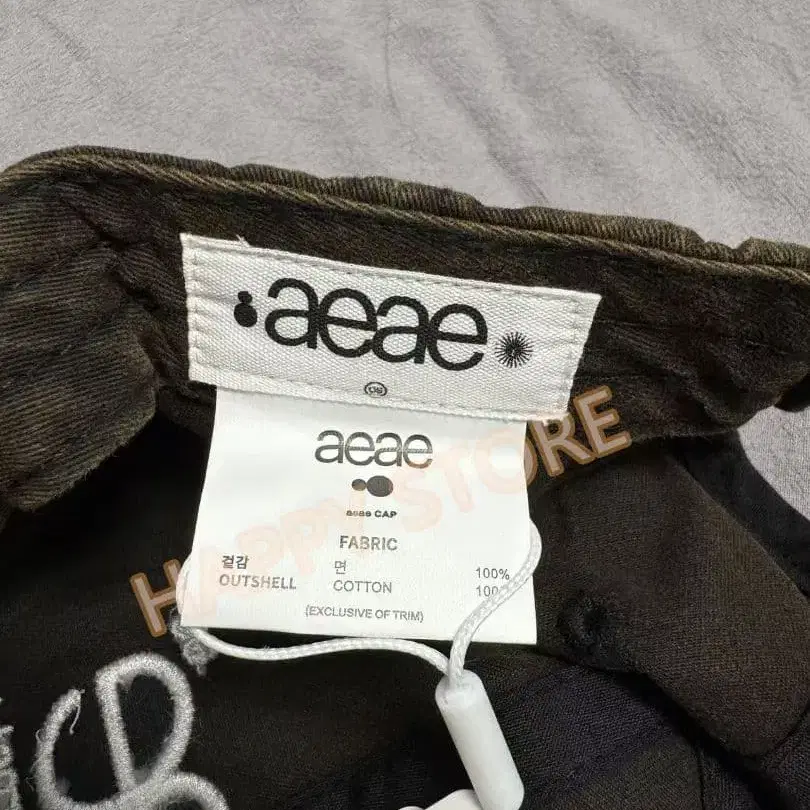 aeae
aeae
aeae CAP
FABRIC
겉감 면 100%
OUTSHELL COTTON 100%
(EXCLUSIVE OF TRIM)
HAPPY STORE